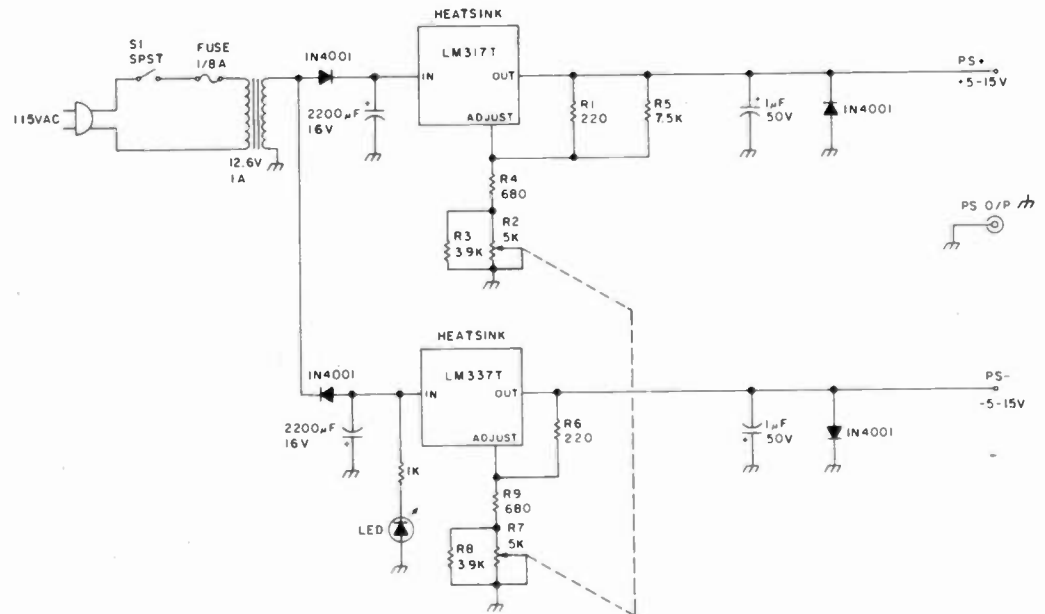 HEATSINK
S1
SPST
FUSE
1/8A
1N4001
LM317T
IN
OUT
ADJUST
PS+
+5-15V
115VAC
2200µF
16V
+
R1
220
R5
7.5K
+
1µF
50V
1N4001
12.6V
1A
R4
680
R2
5K
R3
3.9K
PS O/P
HEATSINK
LM337T
IN
OUT
ADJUST
PS-
-5-15V
1N4001
2200µF
16V
+
R6
220
1µF
50V
+
1N4001
1K
R9
680
LED
R7
5K
R8
3.9K